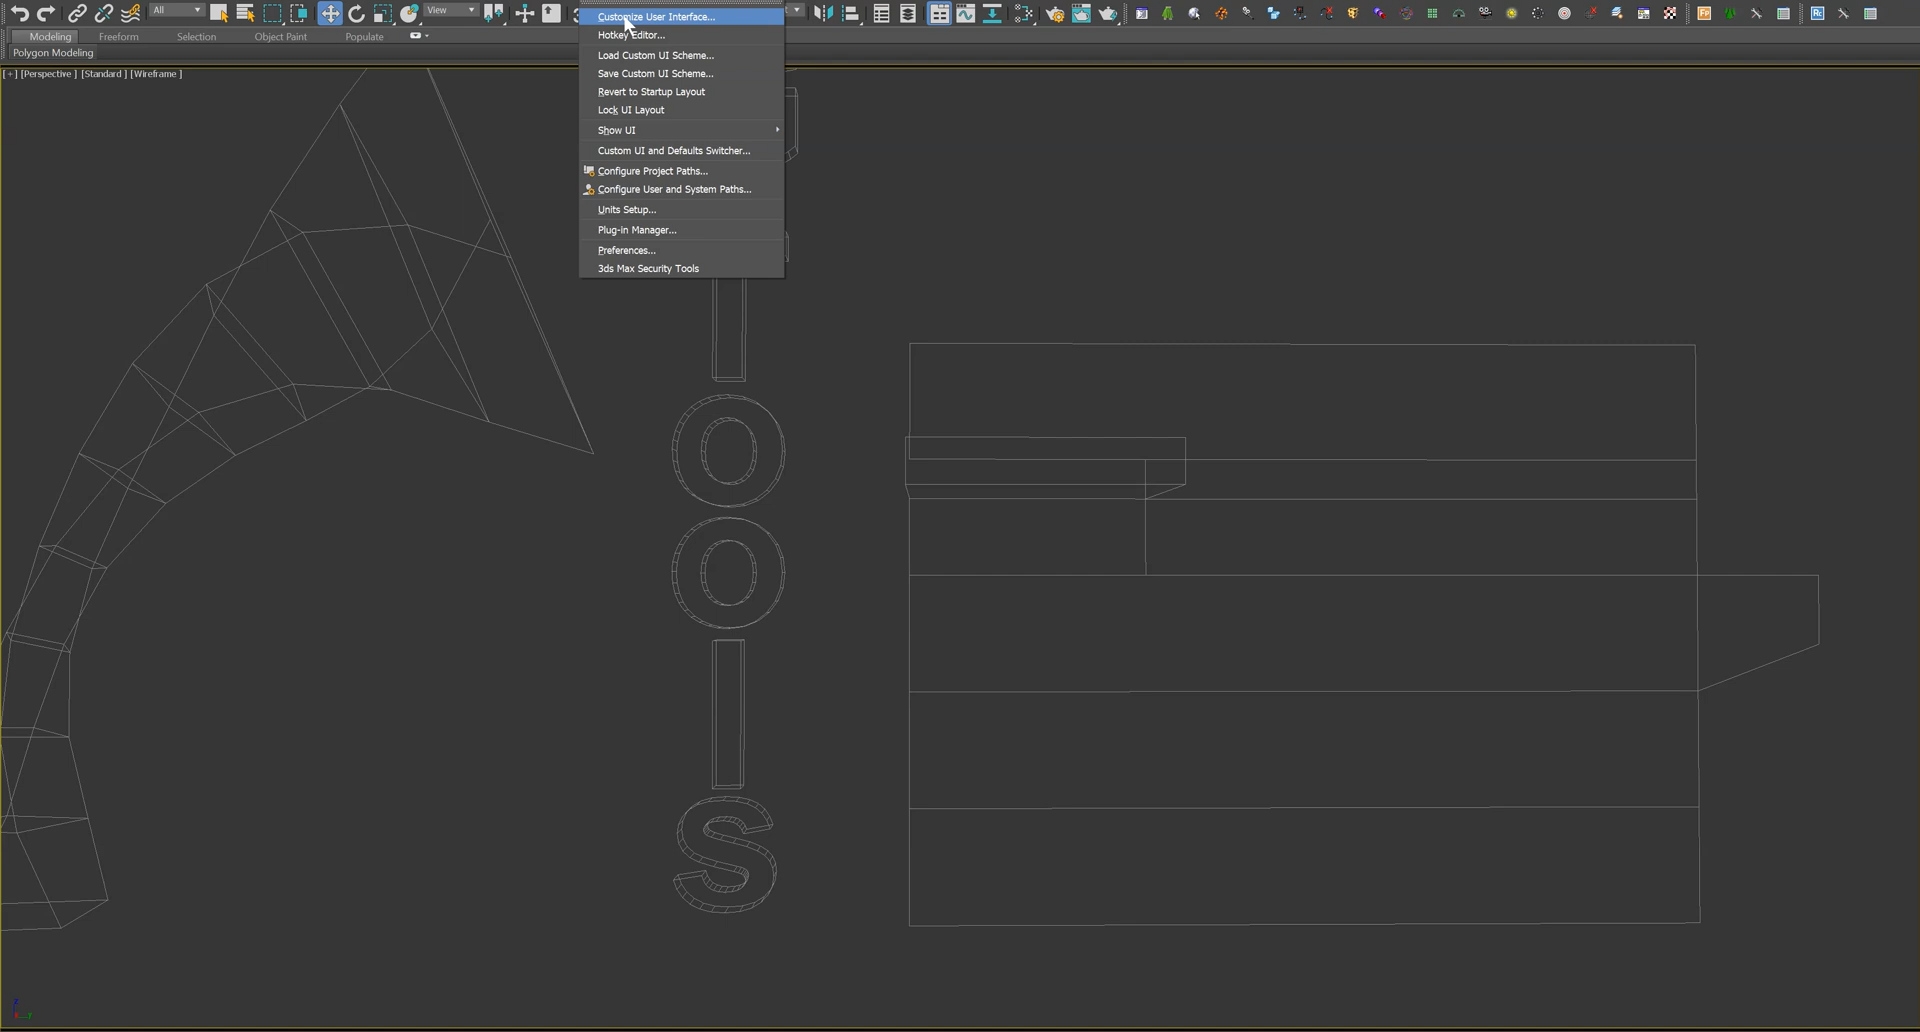 All
View
Customize User Interface...
Hotkey Editor...
Load Custom UI Scheme...
Save Custom UI Scheme...
Revert to Startup Layout
Lock UI Layout
Show UI
Custom UI and Defaults Switcher...
Configure Project Paths...
Configure User and System Paths...
Units Setup...
Plug-in Manager...
Preferences...
3ds Max Security Tools
Modeling
Freeform
Selection
Object Paint
Populate
Polygon Modeling
[+] [Perspective ] [Standard ] [Wireframe ]
FP
Rc
O
O
S
z
x
Y